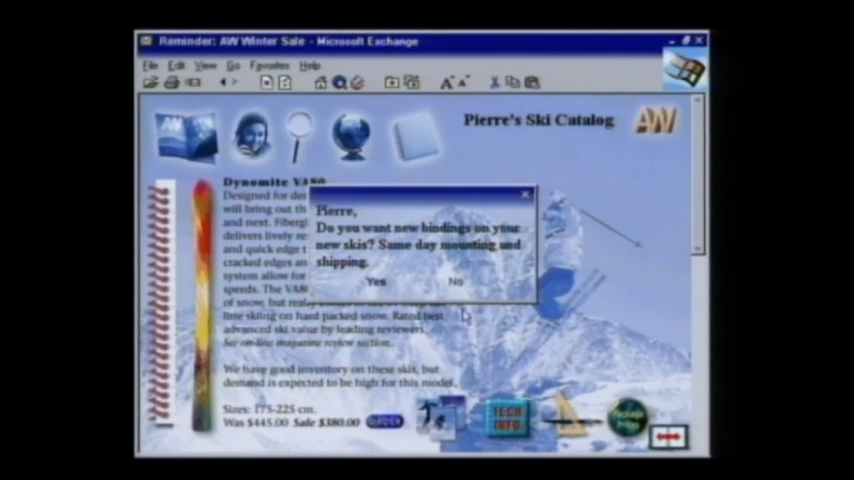 Reminder: AW Winter Sale - Microsoft Exchange
File Edit View Go Favorites Help
AW
Pierre's Ski Catalog
AW
Dynomite VA80
Designed for
will bring out th
and next. Fiberg
delivers lively re
and quick edge t
cracked edges an
system allow for
speeds. The VA8
of snow, but
line skiing on hard packed snow. Rated best
advanced ski value by leading reviewers.
See on-line magazine review section.
We have good inventory on these skis, but
demand is expected to be high for this model.
Sizes: 175-225 cm.
Was $445.00 Sale $380.00 ORDER
Pierre,
Do you want new bindings on your
new skis? Same day mounting and
shipping.
Yes No
TECH
INFO
Package